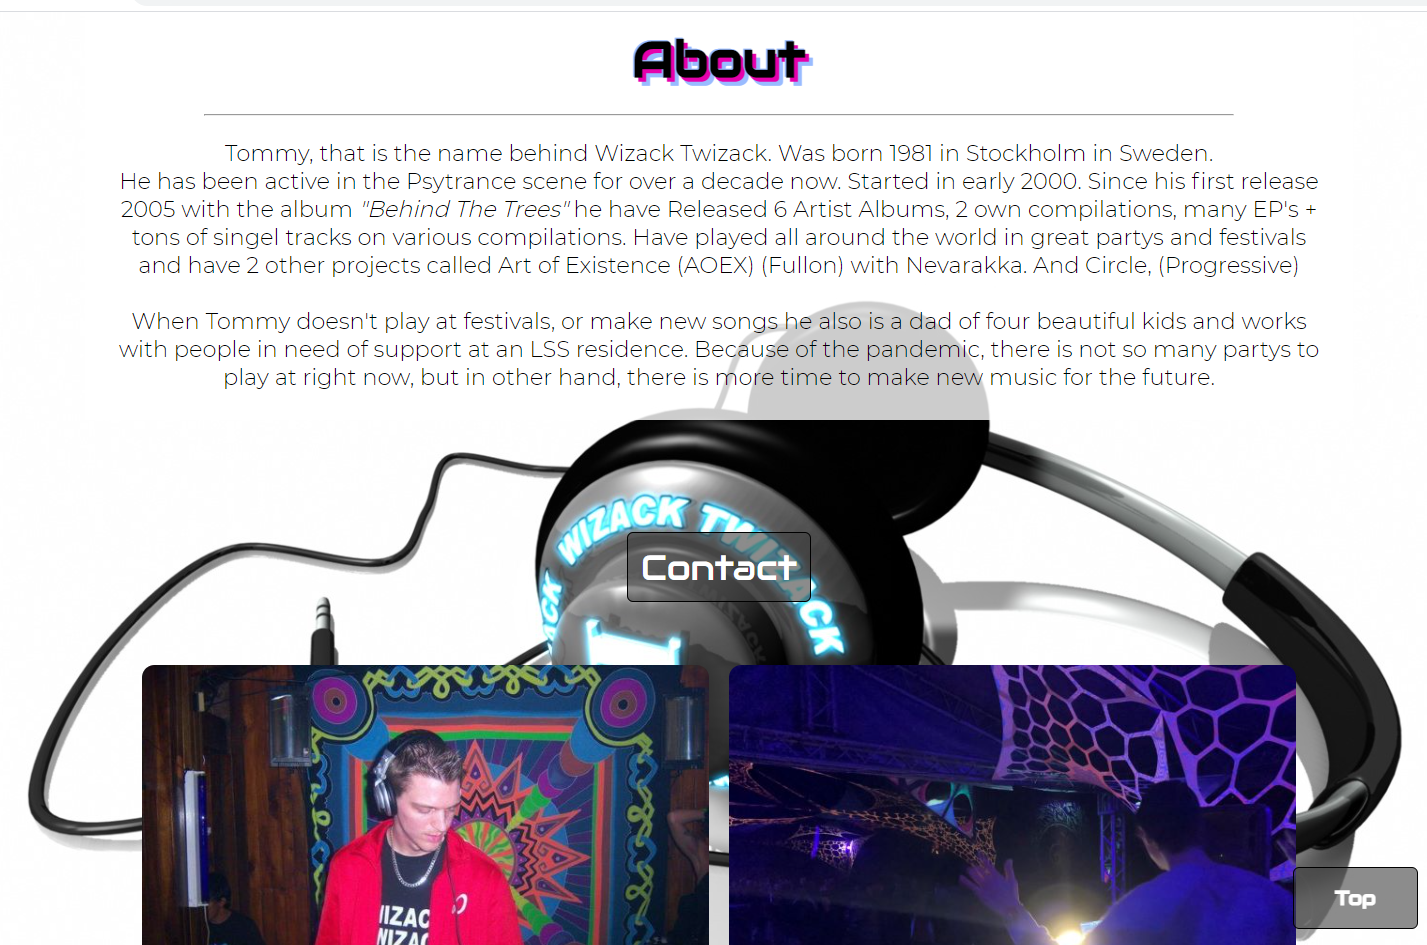 About
Tommy, that is the name behind Wizack Twizack. Was born 1981 in Stockholm in Sweden.
He has been active in the Psytrance scene for over a decade now. Started in early 2000. Since his first release
2005 with the album "Behind The Trees" he have Released 6 Artist Albums, 2 own compilations, many EP's +
tons of singel tracks on various compilations. Have played all around the world in great partys and festivals
and have 2 other projects called Art of Existence (AOEX) (Fullon) with Nevarakka. And Circle, (Progressive)
When Tommy doesn't play at festivals, or make new songs he also is a dad of four beautiful kids and works
with people in need of support at an LSS residence. Because of the pandemic, there is not so many partys to
play at right now, but in other hand, there is more time to make new music for the future.
WIZACK TWIZACK
ACK
Contact
IZAC
WIZAC
Top